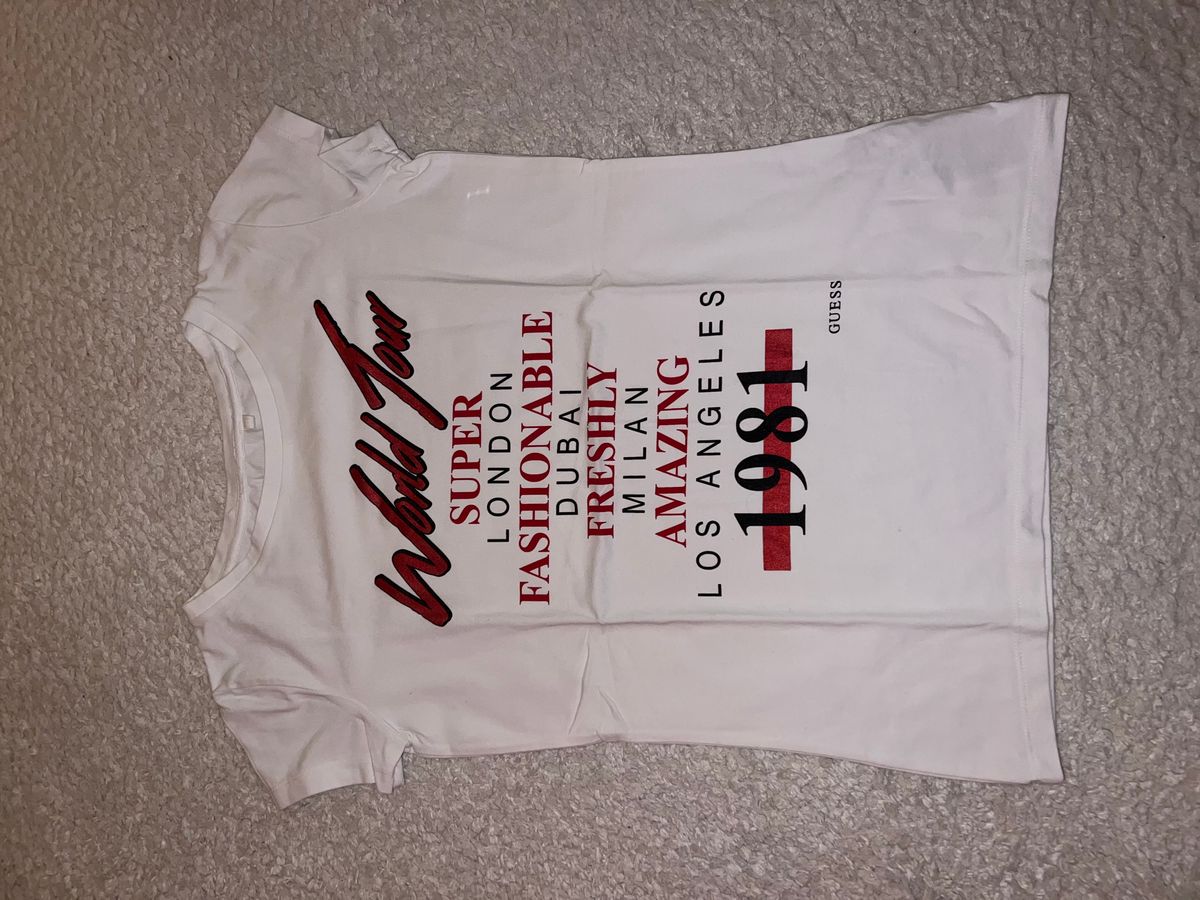 World Tour
SUPER
LONDON
FASHIONABLE
DUBAI
FRESHLY
MILAN
AMAZING
LOS ANGELES
1981
GUESS